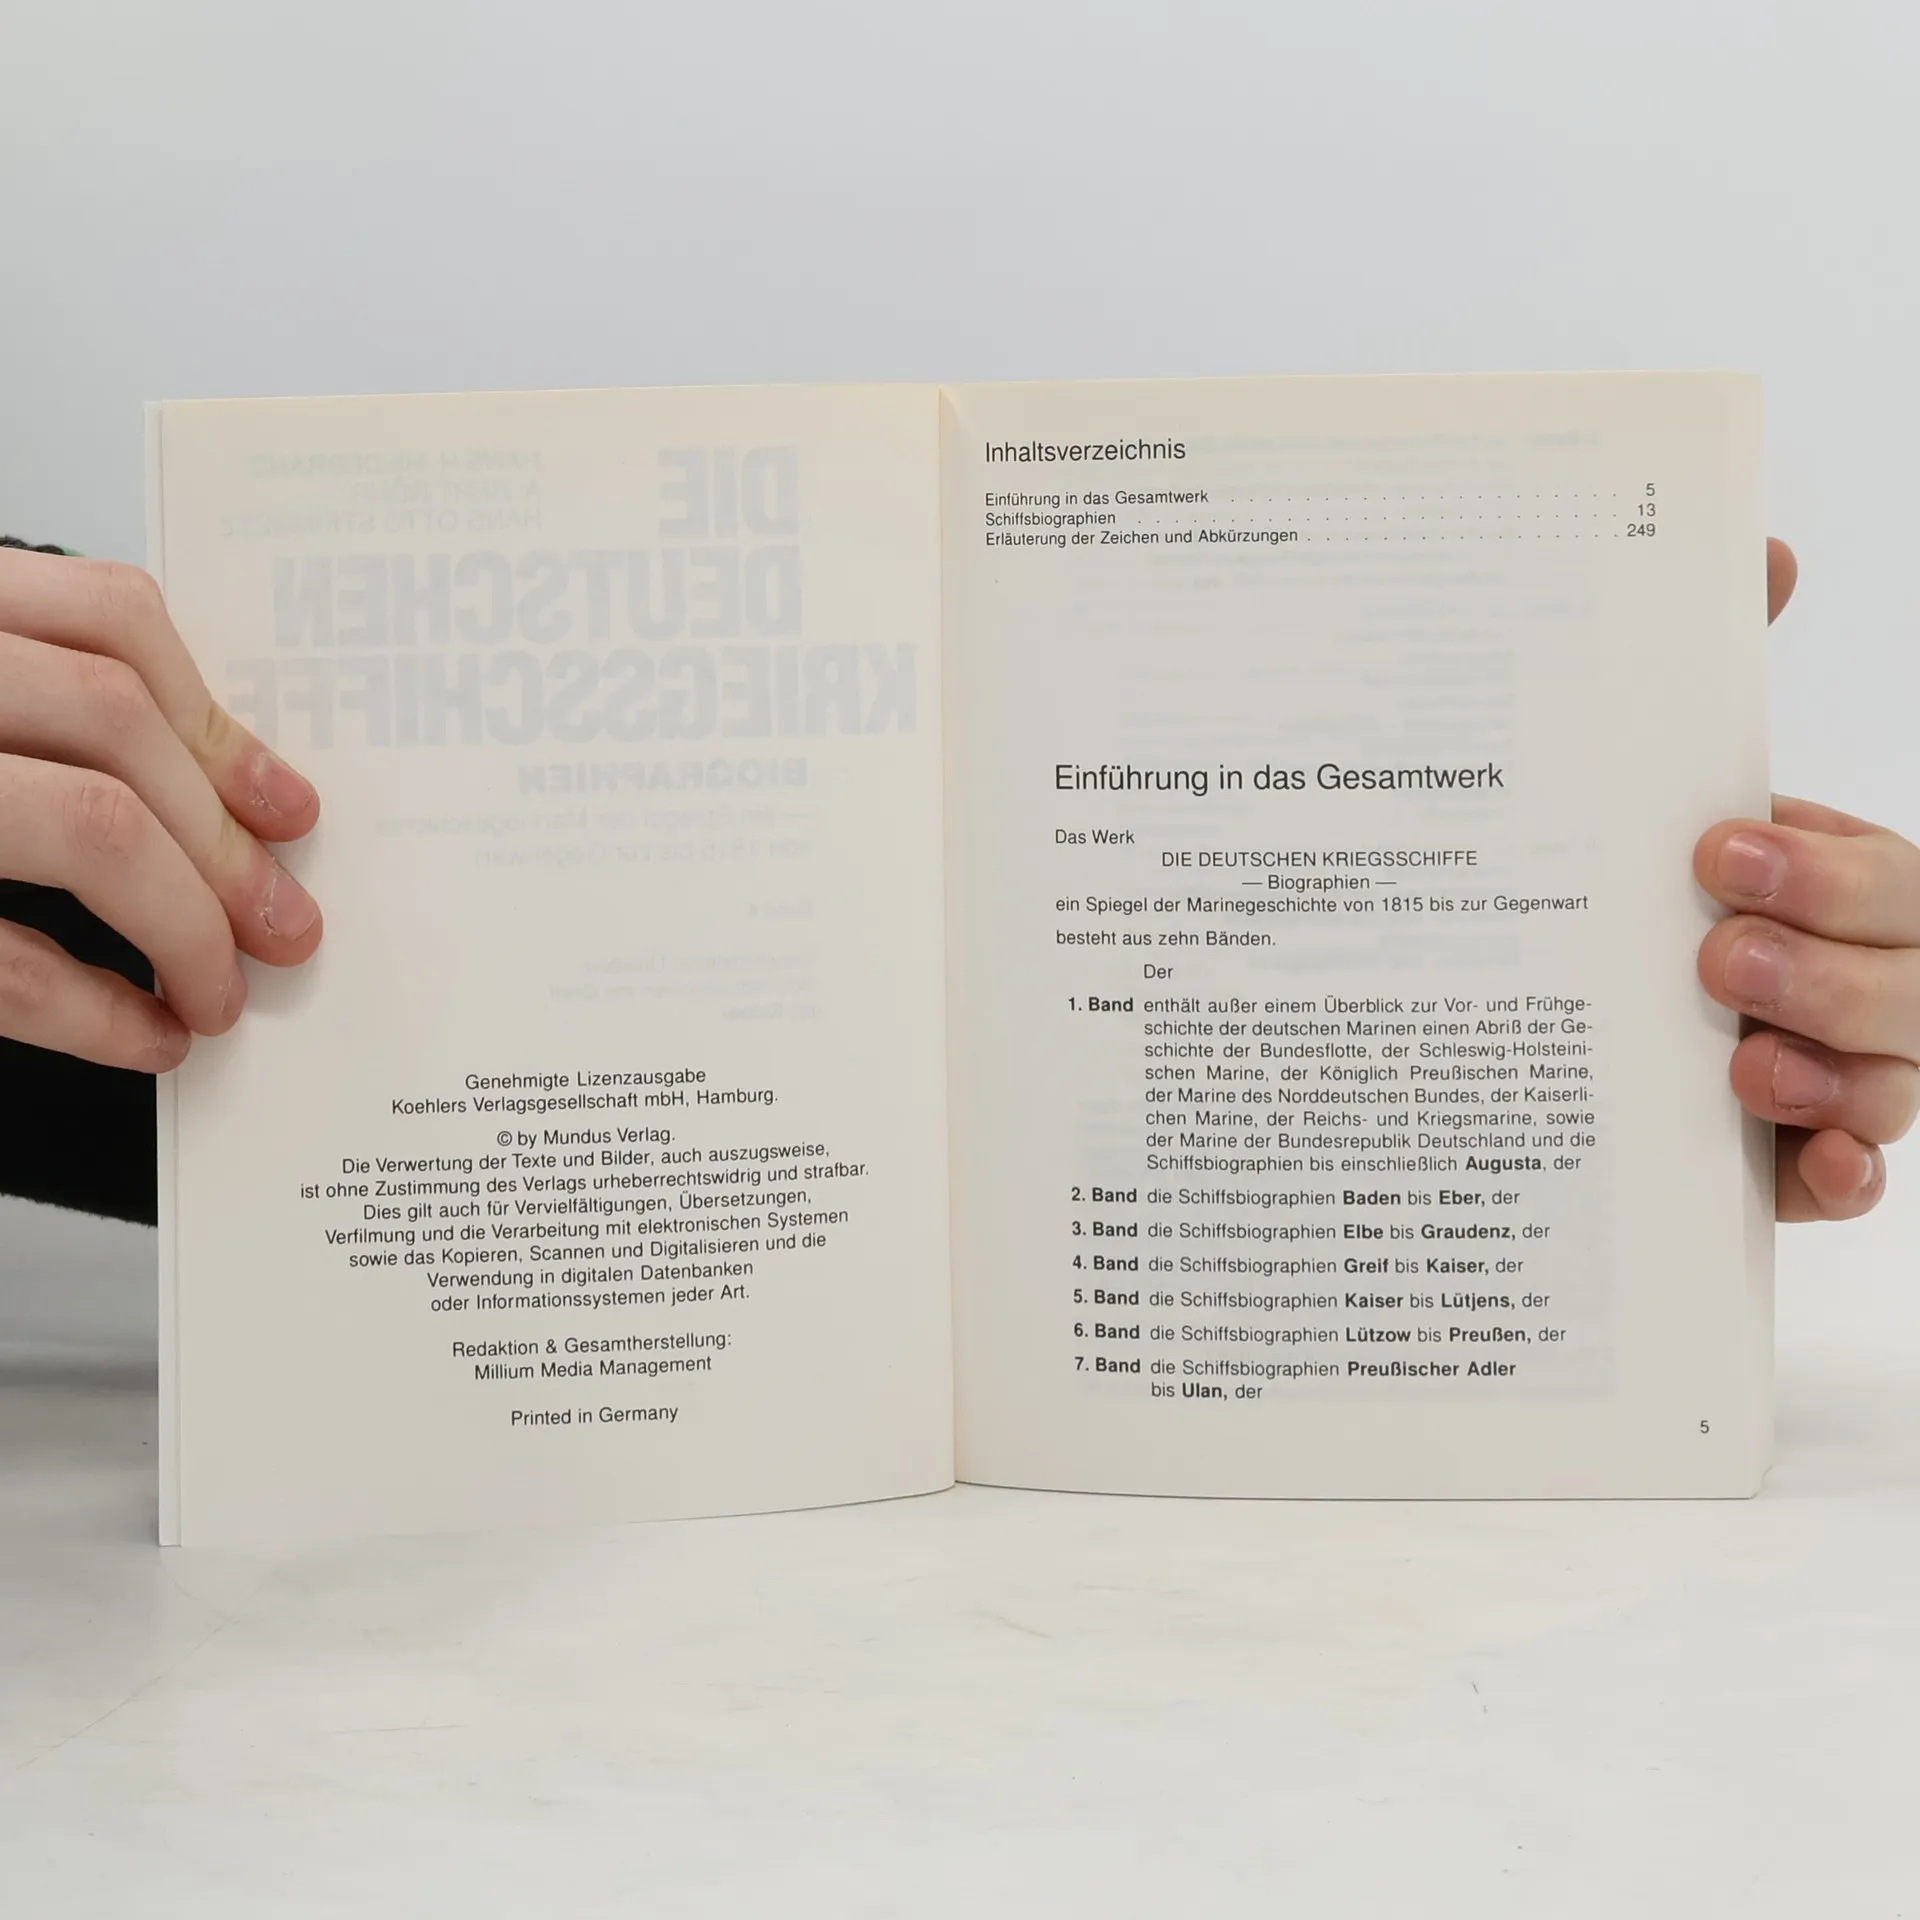 Genehmigte Lizenzausgabe
Koehlers Verlagsgesellschaft mbH, Hamburg.
© by Mundus Verlag.
Die Verwertung der Texte und Bilder, auch auszugsweise,
ist ohne Zustimmung des Verlags urheberrechtswidrig und strafbar.
Dies gilt auch für Vervielfältigungen, Übersetzungen,
Verfilmung und die Verarbeitung mit elektronischen Systemen
sowie das Kopieren, Scannen und Digitalisieren und die
Verwendung in digitalen Datenbanken
oder Informationssystemen jeder Art.
Redaktion & Gesamtherstellung:
Millium Media Management
Printed in Germany
Inhaltsverzeichnis
Einführung in das Gesamtwerk . . . . . . . . . . . . . . . . . . . . 5
Schiffsbiographien . . . . . . . . . . . . . . . . . . . . . . . . 13
Erläuterung der Zeichen und Abkürzungen . . . . . . . . . . . . . . . . 249
Einführung in das Gesamtwerk
Das Werk
DIE DEUTSCHEN KRIEGSSCHIFFE
— Biographien —
ein Spiegel der Marinegeschichte von 1815 bis zur Gegenwart
besteht aus zehn Bänden.
Der
1. Band enthält außer einem Überblick zur Vor- und Frühge-
schichte der deutschen Marinen einen Abriß der Ge-
schichte der Bundesflotte, der Schleswig-Holsteini-
schen Marine, der Königlich Preußischen Marine,
der Marine des Norddeutschen Bundes, der Kaiserli-
chen Marine, der Reichs- und Kriegsmarine, sowie
der Marine der Bundesrepublik Deutschland und die
Schiffsbiographien bis einschließlich Augusta, der
2. Band die Schiffsbiographien Baden bis Eber, der
3. Band die Schiffsbiographien Elbe bis Graudenz, der
4. Band die Schiffsbiographien Greif bis Kaiser, der
5. Band die Schiffsbiographien Kaiser bis Lütjens, der
6. Band die Schiffsbiographien Lützow bis Preußen, der
7. Band die Schiffsbiographien Preußischer Adler
bis Ulan, der
5